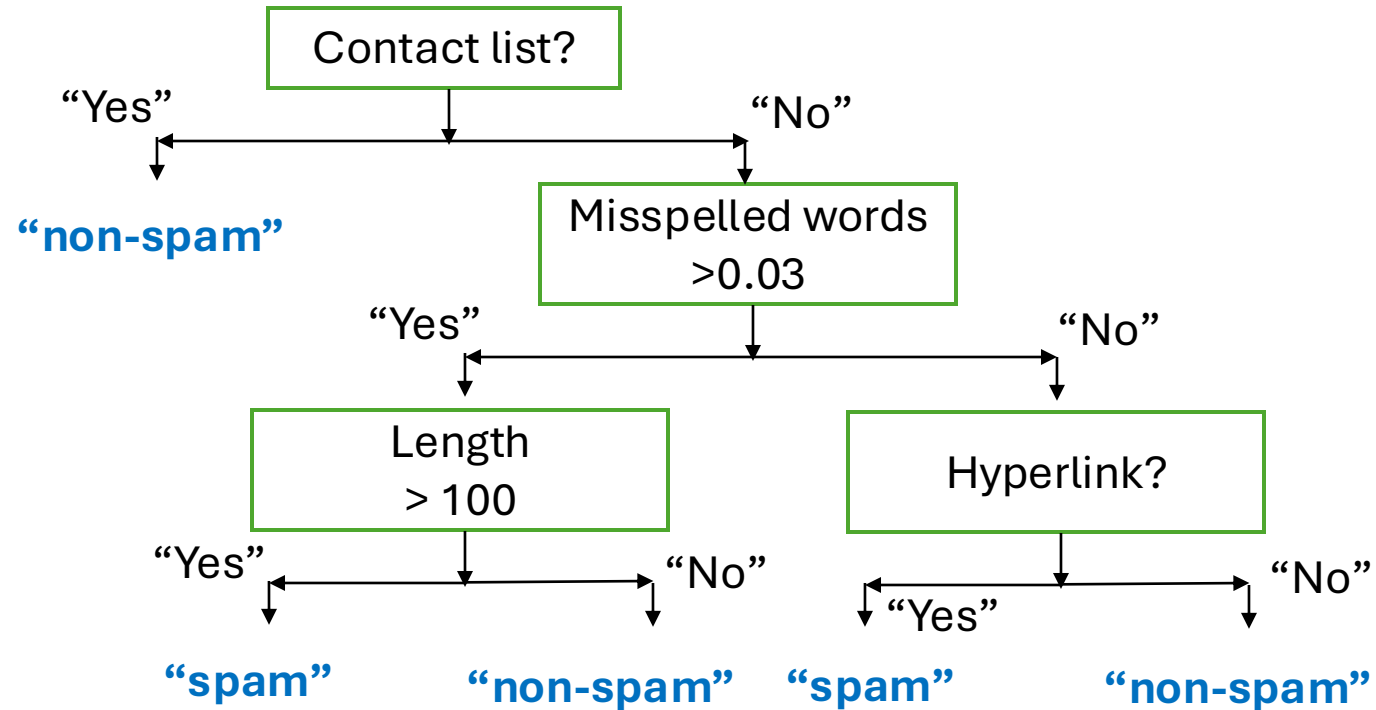 Contact list?
“Yes”
“No”
“non-spam”
Misspelled words
>0.03
“Yes”
“No”
Length
> 100
Hyperlink?
“Yes”
“No”
“Yes”
“No”
“spam”
“non-spam”
“spam”
“non-spam”